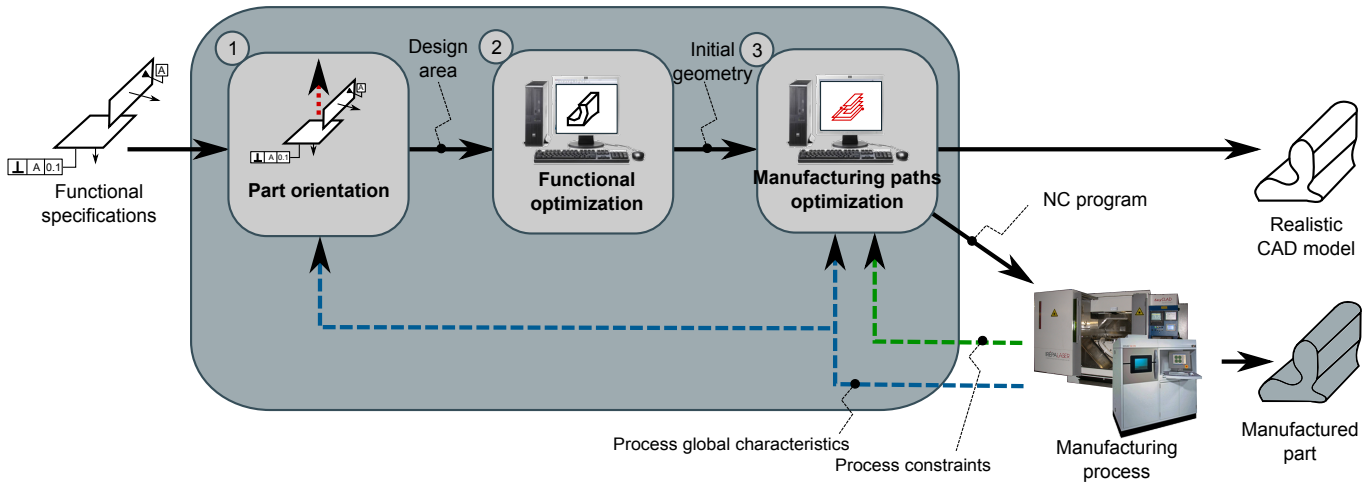 1
2
3
Design
area
Initial
geometry
A
A
⊥ A 0.1
⊥ A 0.1
Functional
specifications
Part orientation
Functional
optimization
Manufacturing paths
optimization
NC program
Realistic
CAD model
Process global characteristics
Process constraints
Manufacturing
process
Manufactured
part